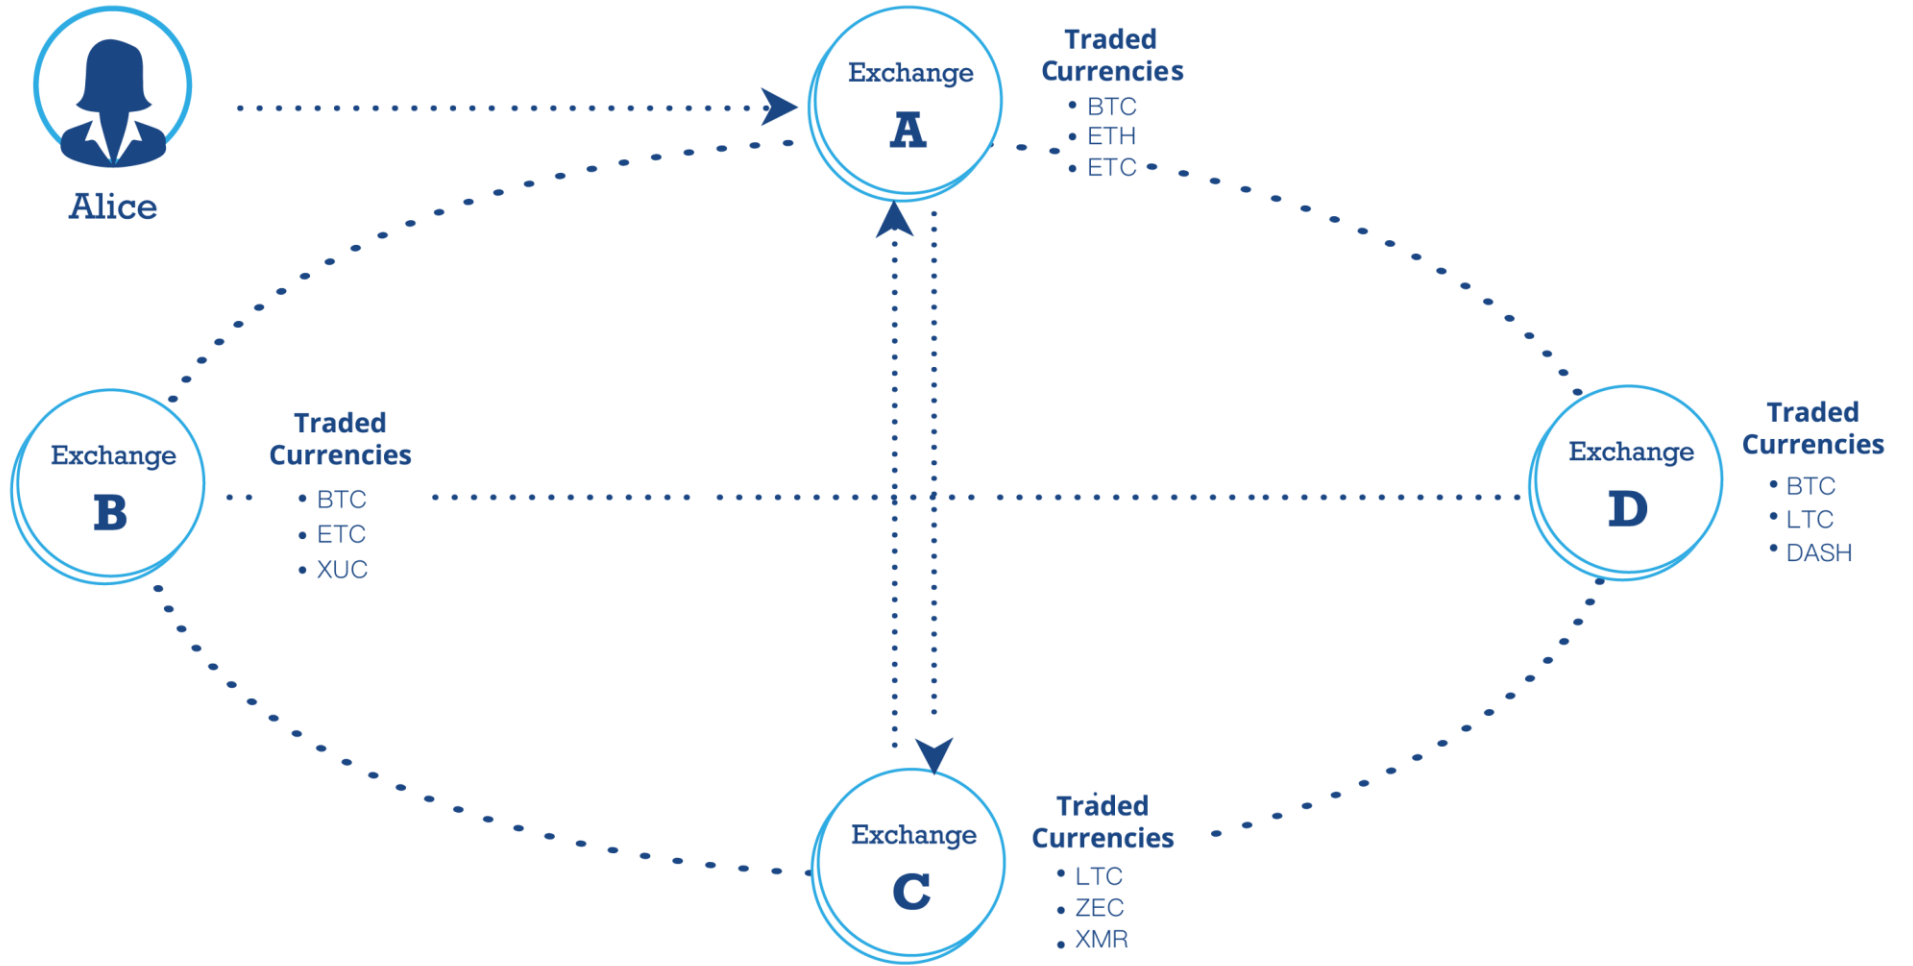 Alice
Exchange
A
Traded
Currencies
• BTC
• ETH
• ETC
Exchange
B
Traded
Currencies
• BTC
• ETC
• XUC
Exchange
D
Traded
Currencies
• BTC
• LTC
• DASH
Exchange
C
Traded
Currencies
• LTC
• ZEC
• XMR